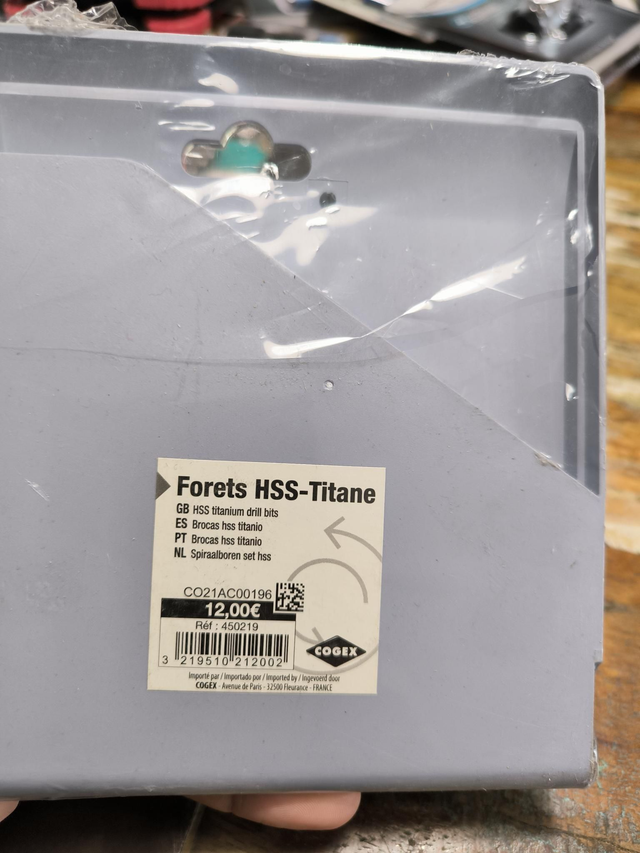 Forets HSS-Titane
GB HSS titanium drill bits
ES Brocas hss titanio
PT Brocas hss titanio
NL Spiraalboren set hss
CO21AC00196
12,00€
Réf : 450219
3 219510 212002
COGEX
Importé par / Importado por / Imported by / Ingevoerd door
COGEX - Avenue de Paris - 32500 Fleurance - FRANCE